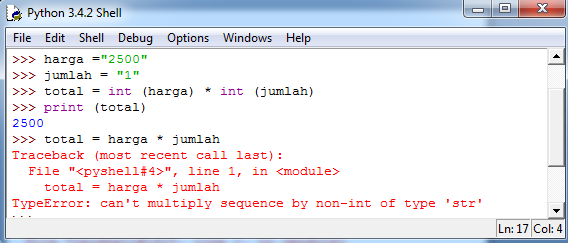 Python 3.4.2 Shell
File Edit Shell Debug Options Windows Help
>>> harga ="2500"
>>> jumlah = "1"
>>> total = int (harga) * int (jumlah)
>>> print (total)
2500
>>> total = harga * jumlah
Traceback (most recent call last):
  File "<pyshell#4>", line 1, in <module>
    total = harga * jumlah
TypeError: can't multiply sequence by non-int of type 'str'
>>>
Ln: 17 Col: 4